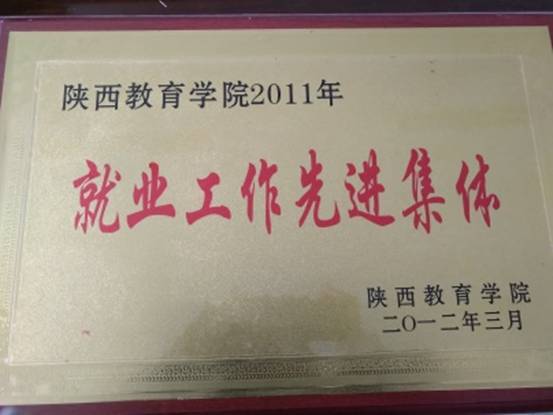 陕西教育学院2011年
就业工作先进集体
陕西教育学院
二〇一二年三月